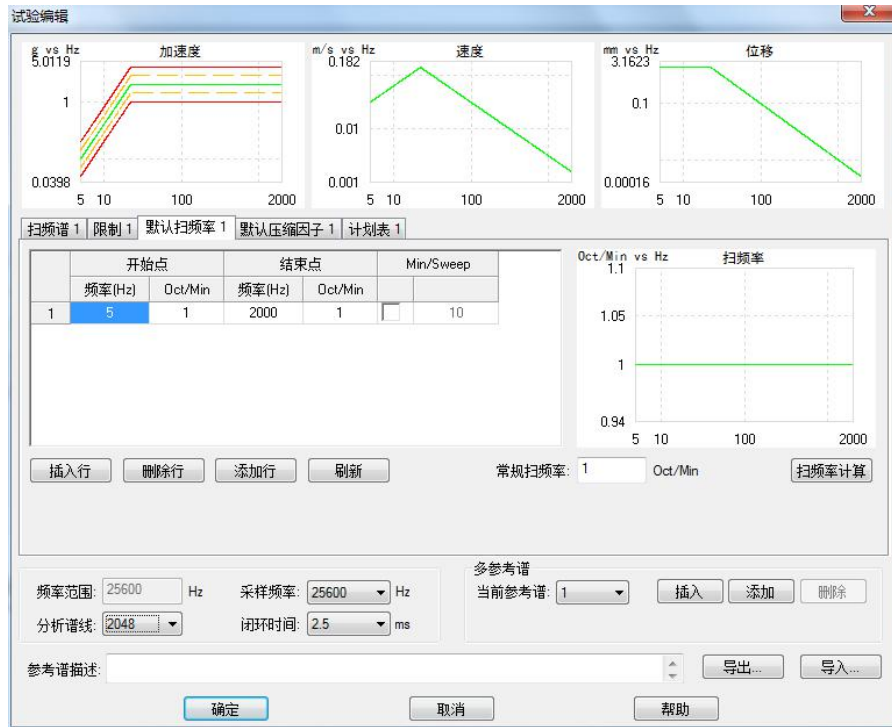 试验编辑
g vs Hz 加速度 m/s vs Hz 速度 mm vs Hz 位移
5.0119 0.182 3.1623
1 0.01 0.1
0.0398 0.001 0.00016
5 10 100 2000 5 10 100 2000 5 10 100 2000
扫频谱 1 限制 1 默认扫频率 1 默认压缩因子 1 计划表 1
开始点 结束点 Min/Sweep
频率(Hz) Oct/Min 频率(Hz) Oct/Min
1 5 1 2000 1 10
Oct/Min vs Hz 扫频率
1.1
1.05
1
0.94
5 10 100 2000
插入行 删除行 添加行 刷新 常规扫频率: 1 Oct/Min 扫频率计算
多参考谱
频率范围: 25600 Hz 采样频率: 25600 Hz 当前参考谱: 1 插入 添加 删除
分析谱线: 2048 闭环时间: 2.5 ms
参考谱描述: 导出... 导入...
确定 取消 帮助